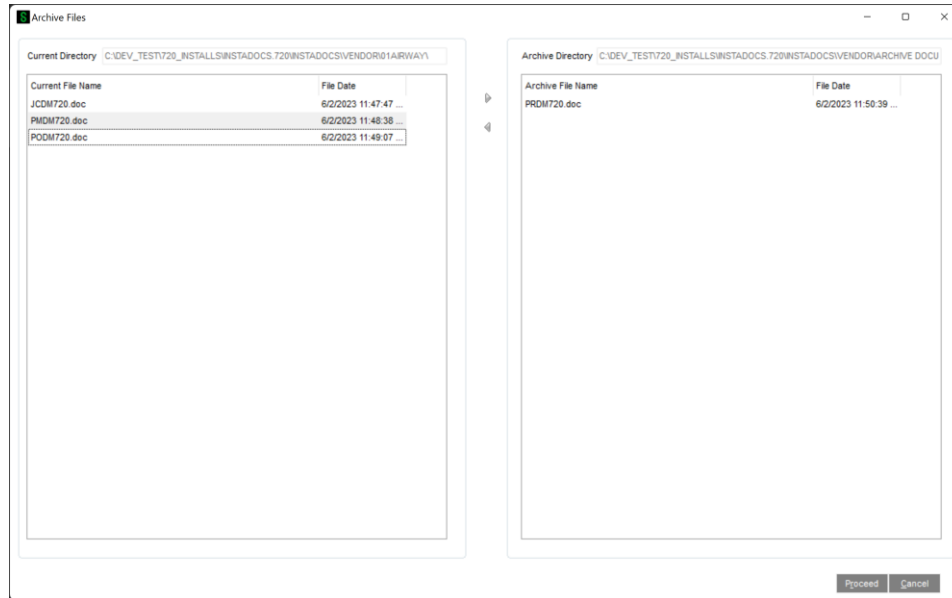 Archive Files
Current Directory C:\DEV_TEST\720_INSTALLS\INSTADOCS.720\INSTADOCS\VENDOR\01AIRWAY\
Current File Name File Date
JCDM720.doc 6/2/2023 11:47:47 ...
PMDM720.doc 6/2/2023 11:48:38 ...
PODM720.doc 6/2/2023 11:49:07 ...
Archive Directory C:\DEV_TEST\720_INSTALLS\INSTADOCS.720\INSTADOCS\VENDOR\ARCHIVE DOCU
Archive File Name File Date
PRDM720.doc 6/2/2023 11:50:39 ...
Proceed Cancel